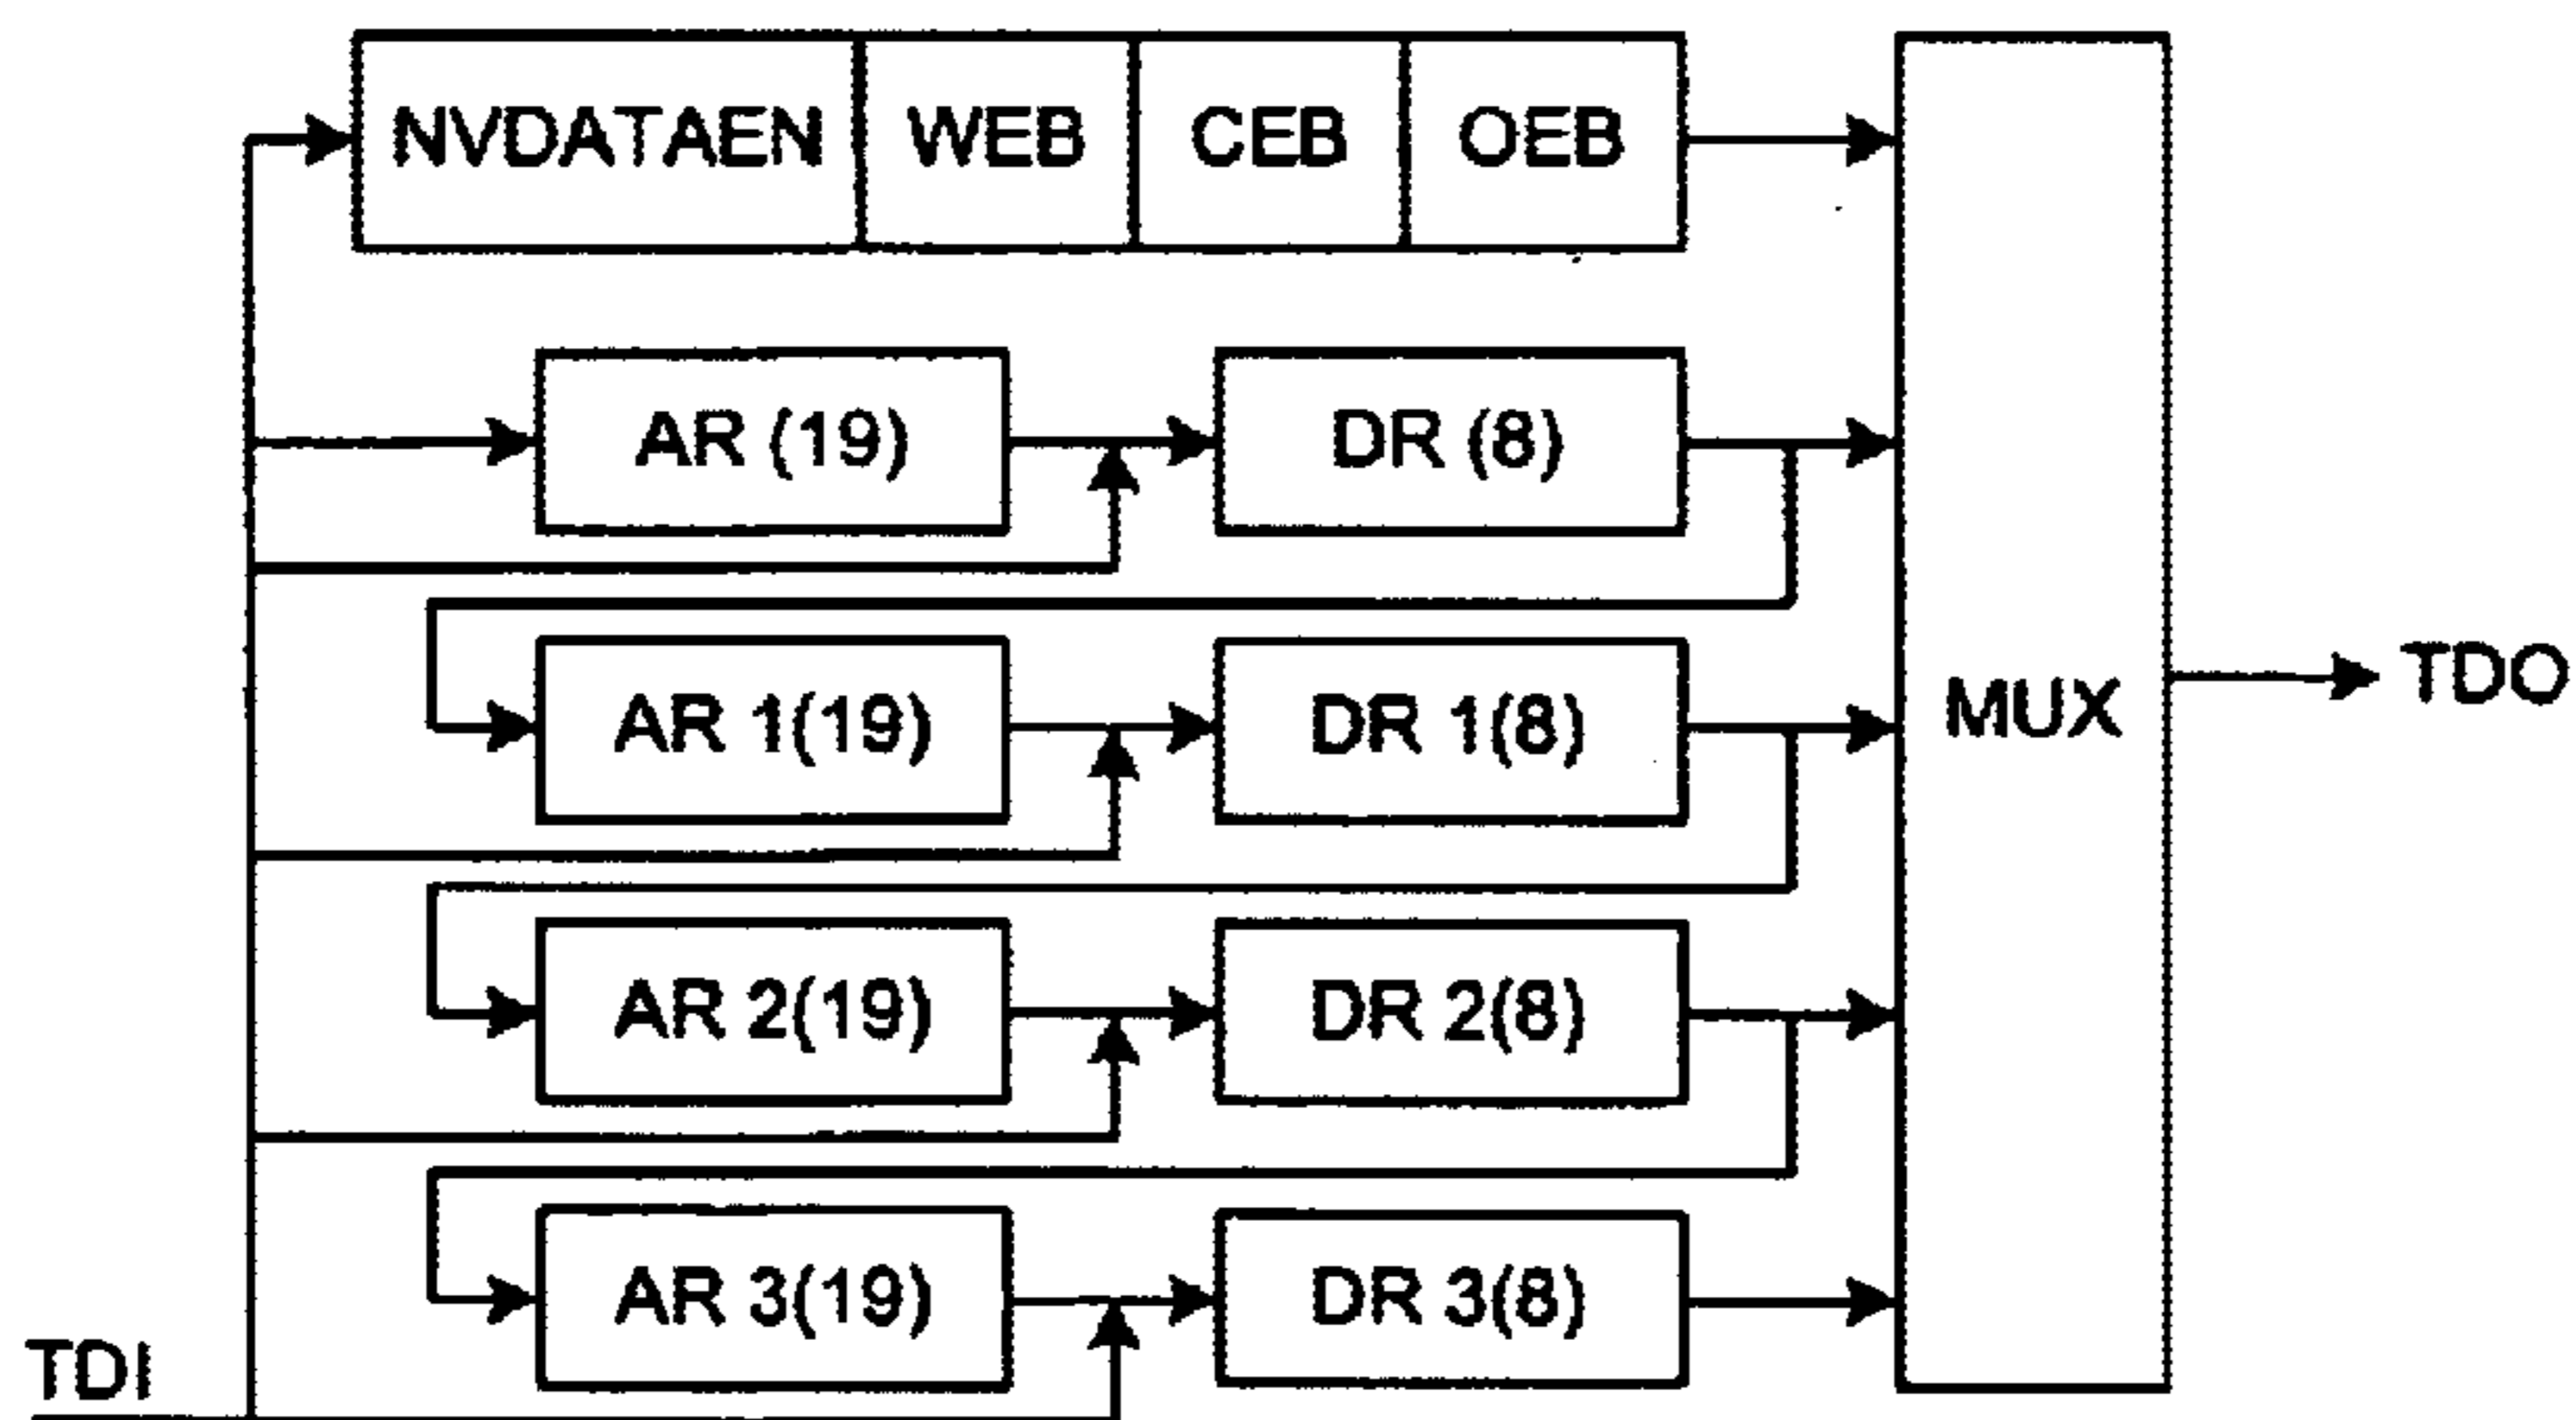 NVDATAEN WEB CEB OEB
AR (19) DR (8)
AR 1(19) DR 1(8)
MUX
TDO
AR 2(19) DR 2(8)
AR 3(19) DR 3(8)
TDI